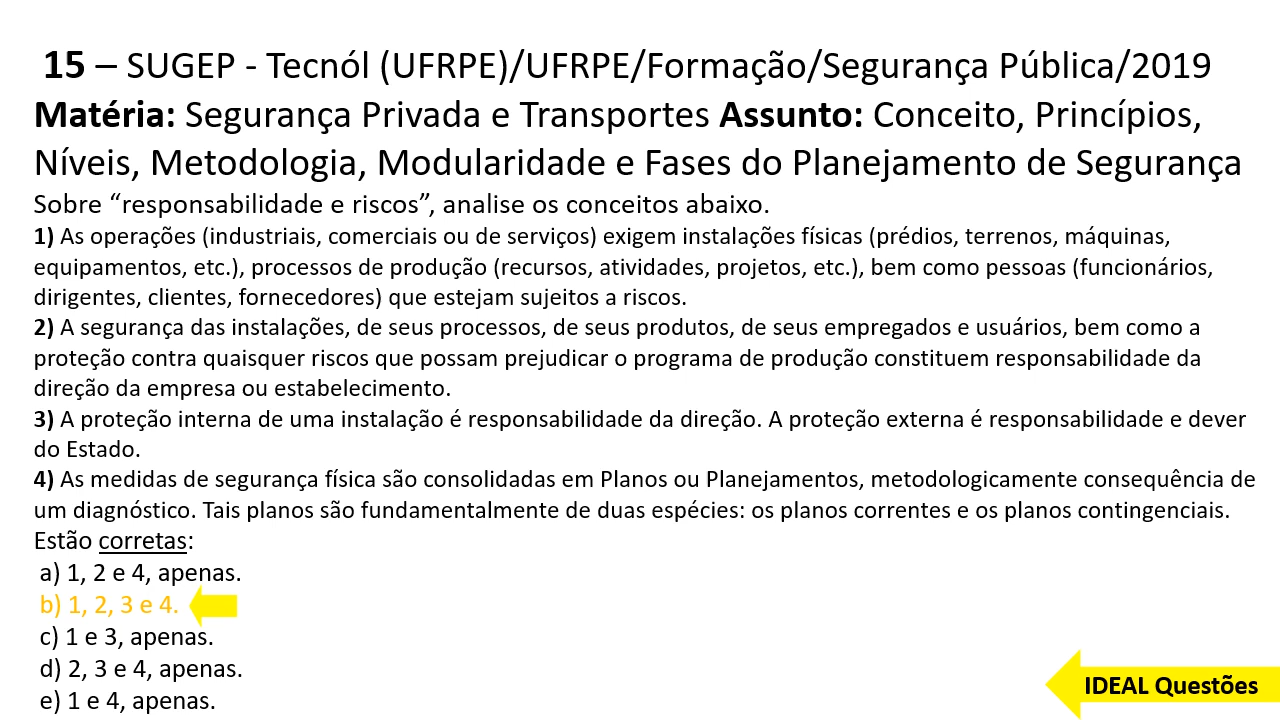 15 – SUGEP - Tecnól (UFRPE)/UFRPE/Formação/Segurança Pública/2019
Matéria: Segurança Privada e Transportes Assunto: Conceito, Princípios,
Níveis, Metodologia, Modularidade e Fases do Planejamento de Segurança
Sobre “responsabilidade e riscos”, analise os conceitos abaixo.
1) As operações (industriais, comerciais ou de serviços) exigem instalações físicas (prédios, terrenos, máquinas,
equipamentos, etc.), processos de produção (recursos, atividades, projetos, etc.), bem como pessoas (funcionários,
dirigentes, clientes, fornecedores) que estejam sujeitos a riscos.
2) A segurança das instalações, de seus processos, de seus produtos, de seus empregados e usuários, bem como a
proteção contra quaisquer riscos que possam prejudicar o programa de produção constituem responsabilidade da
direção da empresa ou estabelecimento.
3) A proteção interna de uma instalação é responsabilidade da direção. A proteção externa é responsabilidade e dever
do Estado.
4) As medidas de segurança física são consolidadas em Planos ou Planejamentos, metodologicamente consequência de
um diagnóstico. Tais planos são fundamentalmente de duas espécies: os planos correntes e os planos contingenciais.
Estão corretas:
a) 1, 2 e 4, apenas.
b) 1, 2, 3 e 4.
c) 1 e 3, apenas.
d) 2, 3 e 4, apenas.
e) 1 e 4, apenas.
IDEAL Questões